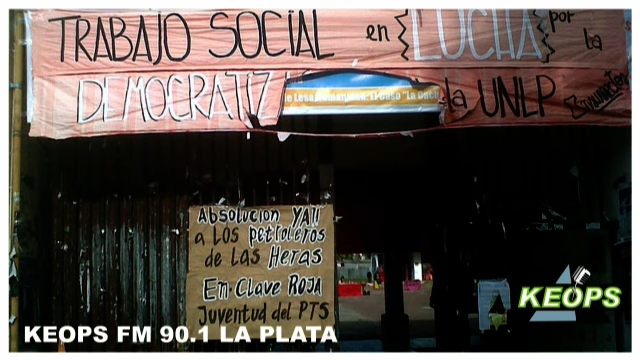 TRABAJO SOCIAL en {LUCHA} por la
DEMOCRATIZ la UNLP
Absolución YA!!
a LOS petroleros
de Las Heras
En Clave ROJA
Juventud del PTS
KEOPS
KEOPS FM 90.1 LA PLATA